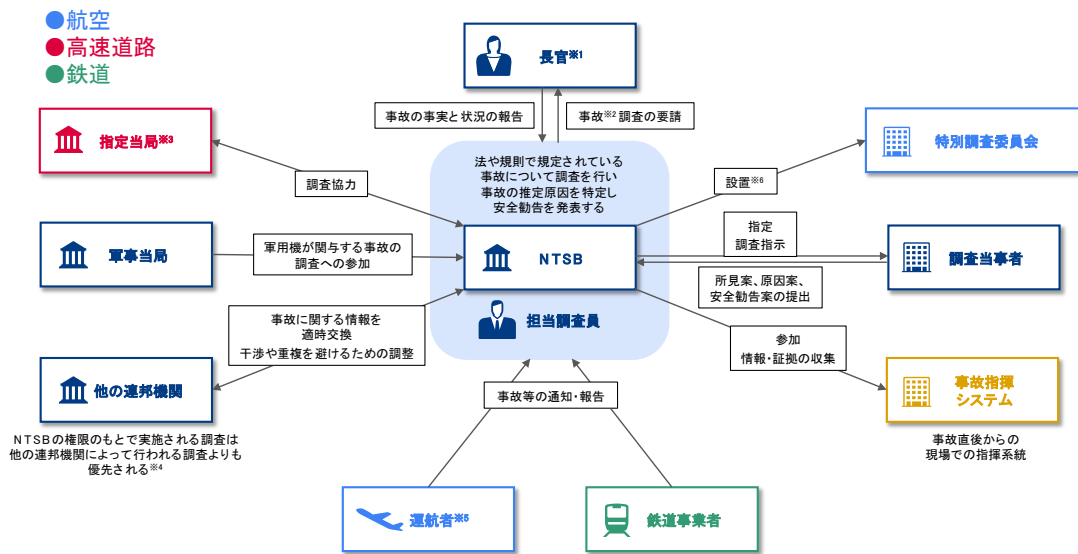 ●航空
●高速道路
●鉄道
長官※1
事故の事実と状況の報告
事故※2調査の要請
指定当局※3
調査協力
法や規則で規定されている
事故について調査を行い
事故の推定原因を特定し
安全勧告を発表する
設置※6
特別調査委員会
軍事当局
軍用機が関与する事故の
調査への参加
NTSB
指定
調査指示
調査当事者
所見案、原因案、
安全勧告案の提出
担当調査員
事故に関する情報を
適時交換
干渉や重複を避けるための調整
参加
情報・証拠の収集
他の連邦機関
事故指揮
システム
事故等の通知・報告
NTSBの権限のもとで実施される調査は
他の連邦機関によって行われる調査よりも
優先される※4
事故直後からの
現場での指揮系統
運航者※5
鉄道事業者